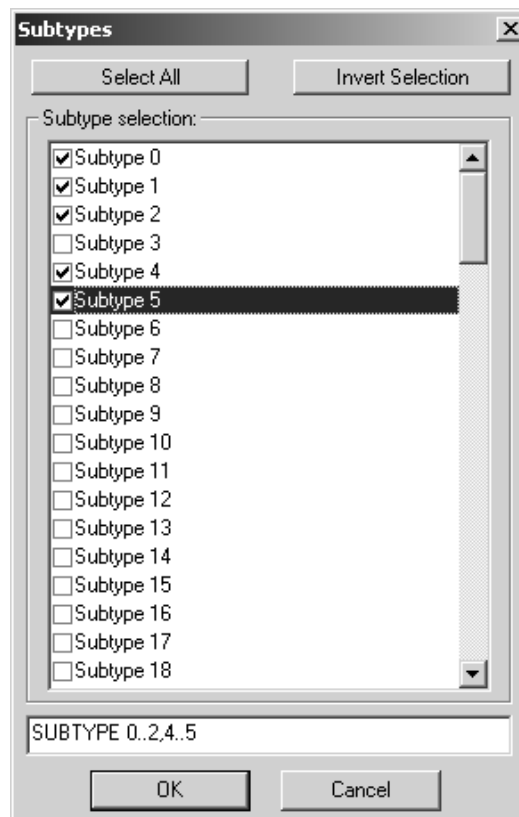 Subtypes
Select All Invert Selection
Subtype selection:
Subtype 0
Subtype 1
Subtype 2
Subtype 3
Subtype 4
Subtype 5
Subtype 6
Subtype 7
Subtype 8
Subtype 9
Subtype 10
Subtype 11
Subtype 12
Subtype 13
Subtype 14
Subtype 15
Subtype 16
Subtype 17
Subtype 18
SUBTYPE 0..2,4..5
OK Cancel